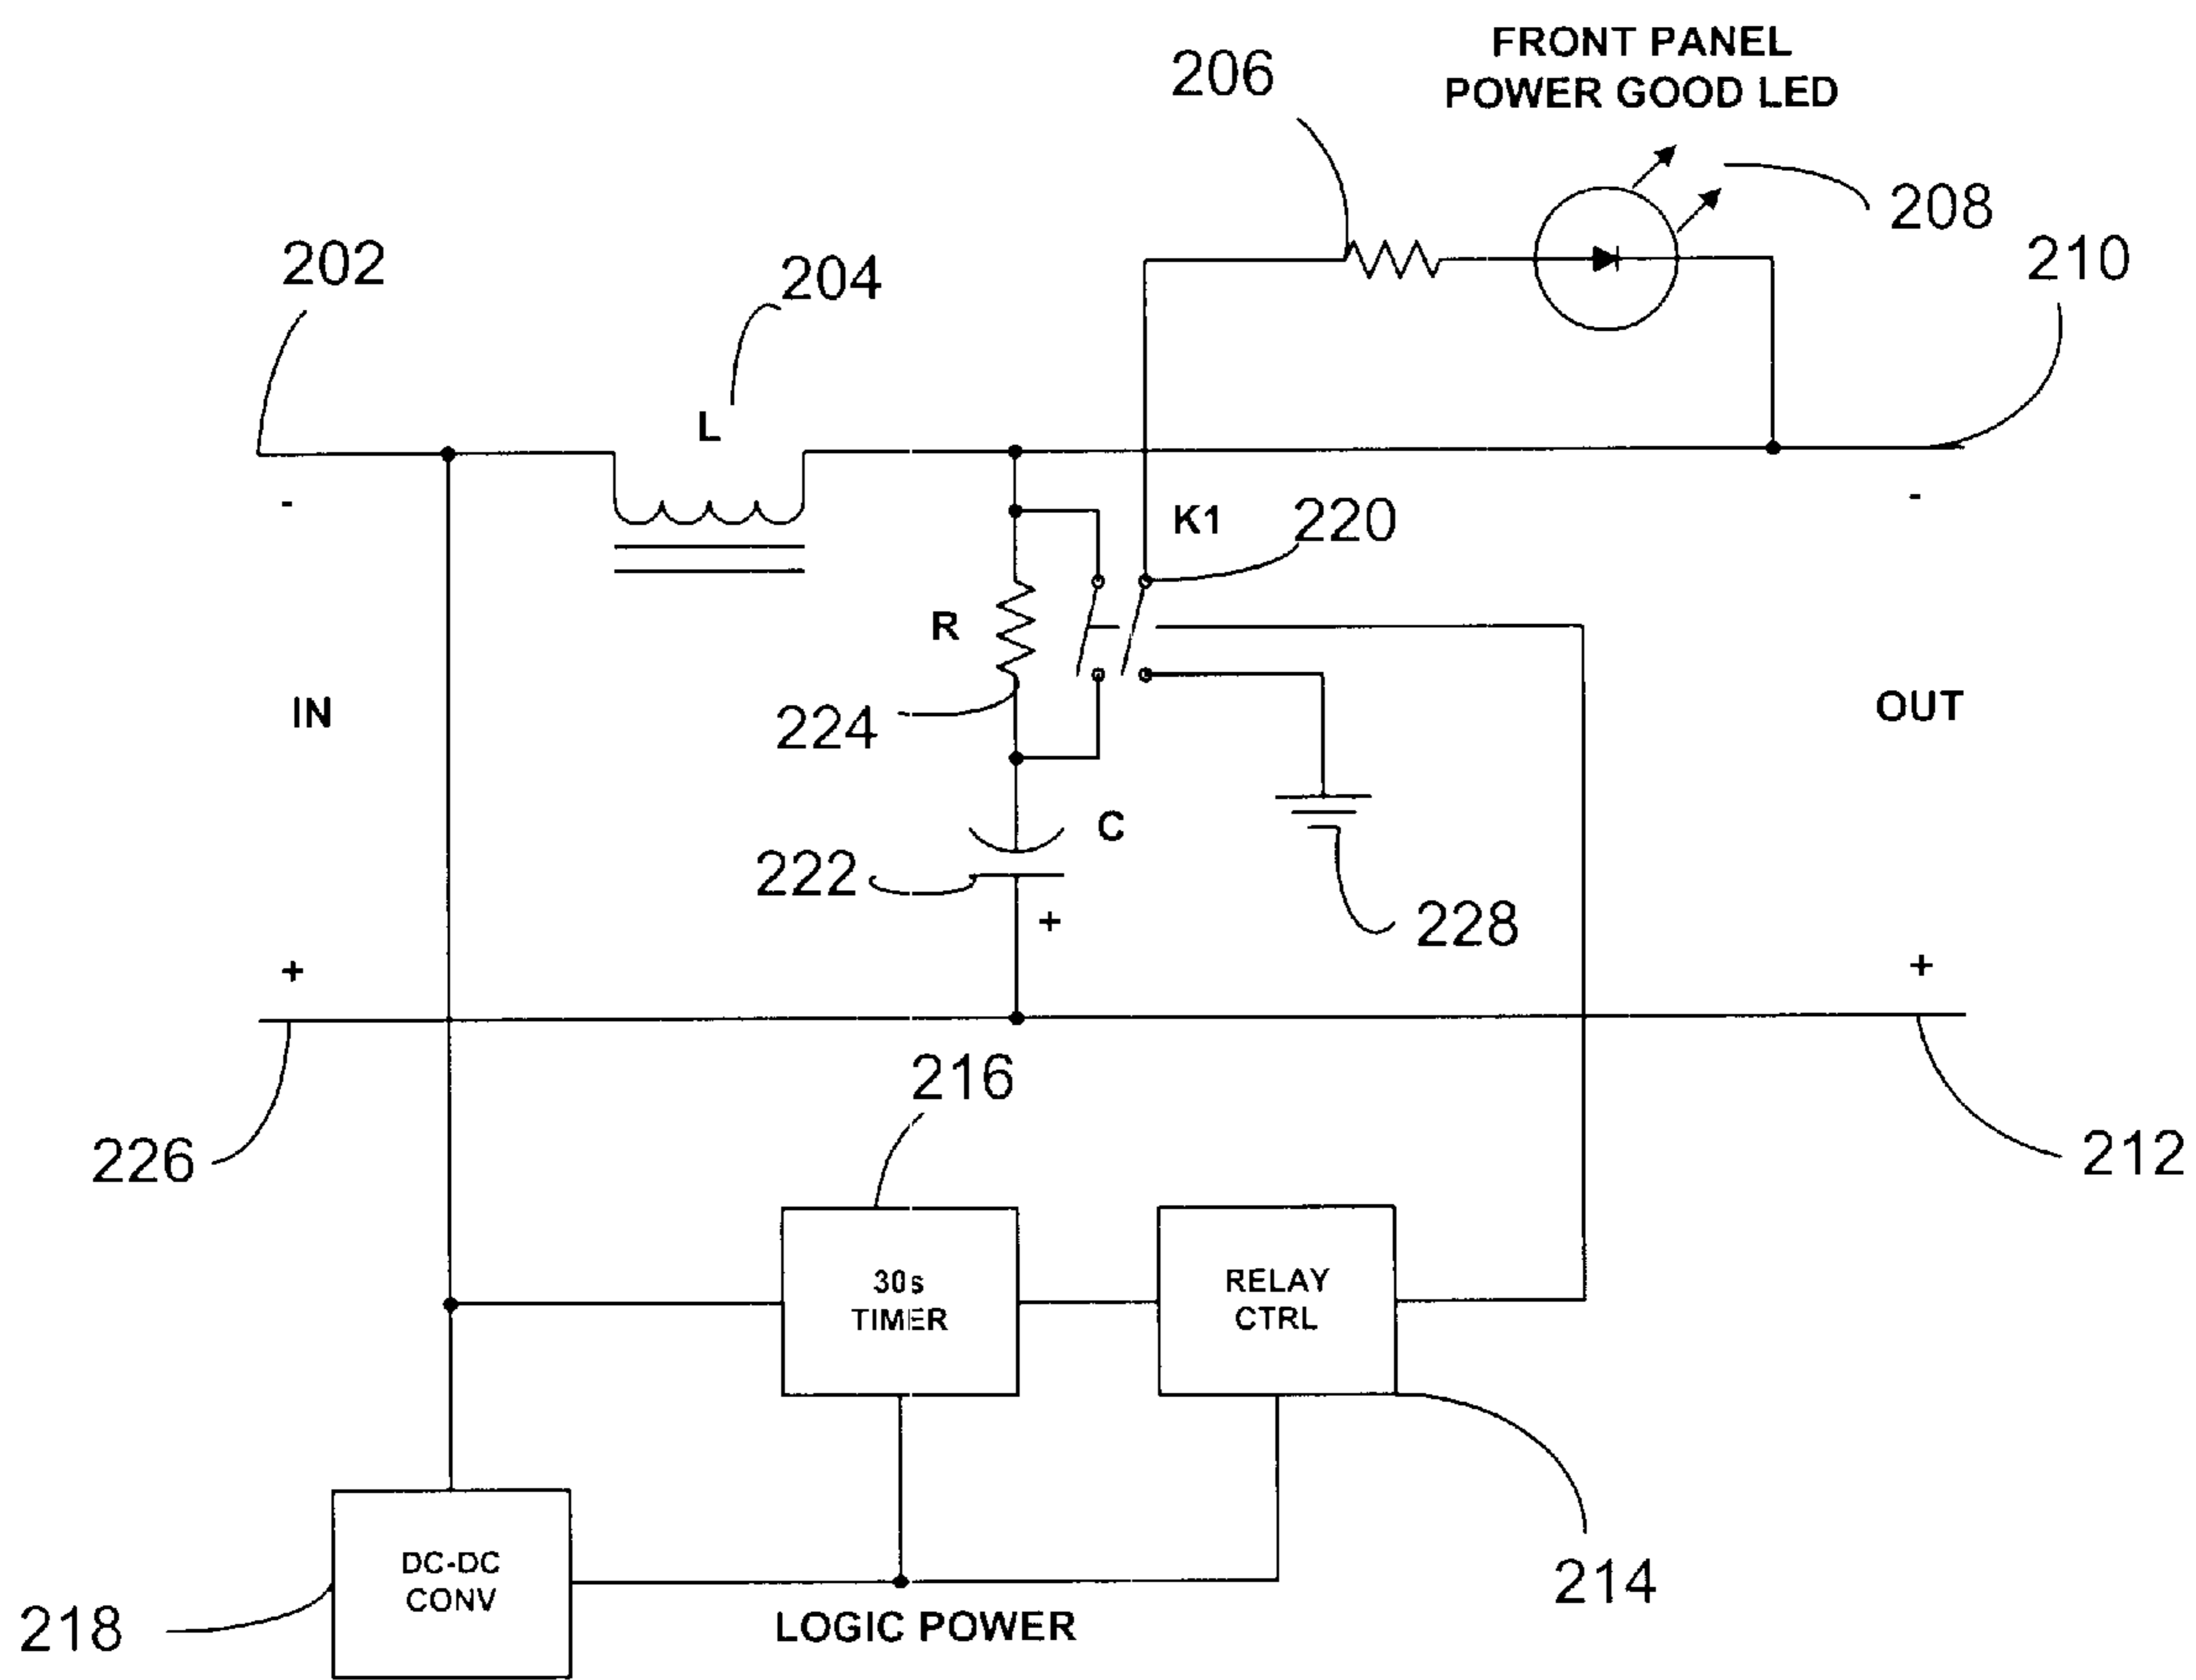 FRONT PANEL
POWER GOOD LED
206
208
202
204
210
L
-
-
K1
220
R
IN
224
OUT
C
222
+
228
+
+
216
226
212
30s
TIMER
RELAY
CTRL
DC-DC
CONV
214
218
LOGIC POWER